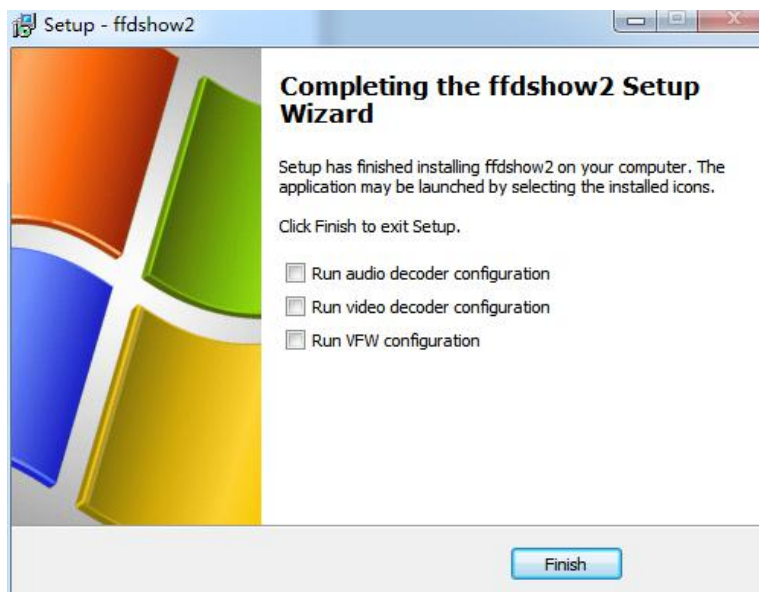 Setup - ffdshow2
Completing the ffdshow2 Setup
Wizard
Setup has finished installing ffdshow2 on your computer. The
application may be launched by selecting the installed icons.
Click Finish to exit Setup.
Run audio decoder configuration
Run video decoder configuration
Run VFW configuration
Finish